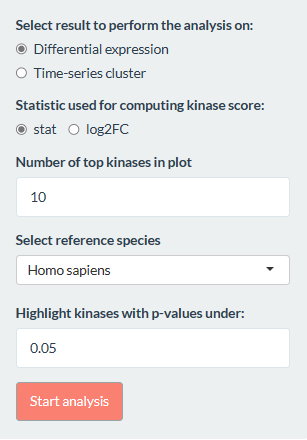 Select result to perform the analysis on:
Differential expression
Time-series cluster
Statistic used for computing kinase score:
stat log2FC
Number of top kinases in plot
10
Select reference species
Homo sapiens
Highlight kinases with p-values under:
0.05
Start analysis